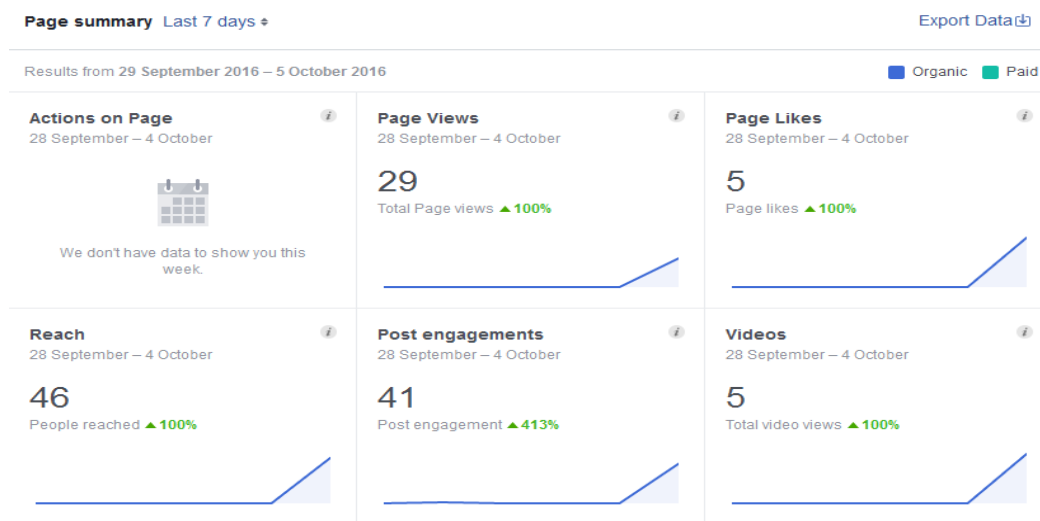 Page summary Last 7 days
Export Data
Results from 29 September 2016 – 5 October 2016
Organic Paid
Actions on Page
28 September – 4 October
We don't have data to show you this
week.
Page Views
28 September – 4 October
29
Total Page views 100%
Page Likes
28 September – 4 October
5
Page likes 100%
Reach
28 September – 4 October
46
People reached 100%
Post engagements
28 September – 4 October
41
Post engagement 413%
Videos
28 September – 4 October
5
Total video views 100%